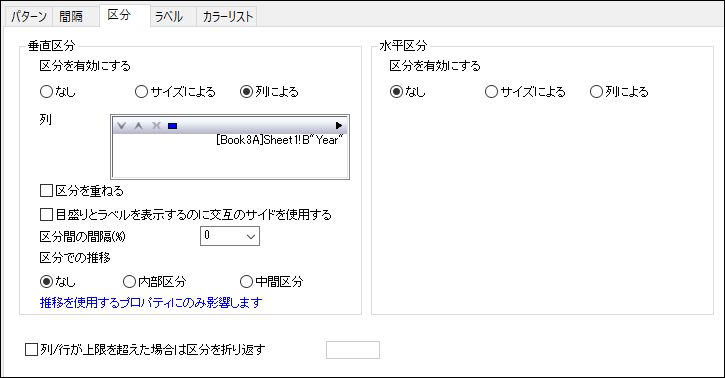 パターン 間隔 区分 ラベル カラーリスト
垂直区分
区分を有効にする
なし サイズによる 列による
列
[Book3A]Sheet1!B"Year"
区分を重ねる
目盛りとラベルを表示するのに交互のサイドを使用する
区分間の間隔(%) 0
区分での推移
なし 内部区分 中間区分
推移を使用するプロパティにのみ影響します
水平区分
区分を有効にする
なし サイズによる 列による
列/行が上限を超えた場合は区分を折り返す